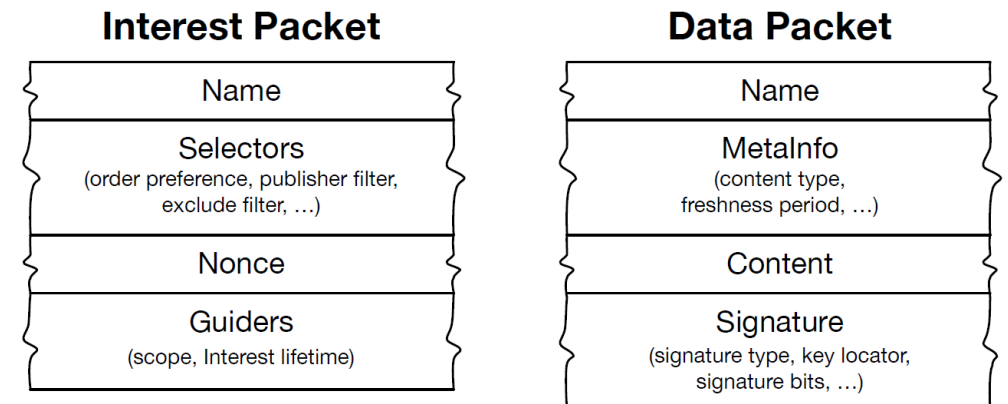 Interest Packet
Name
Selectors
(order preference, publisher filter,
exclude filter, …)
Nonce
Guiders
(scope, Interest lifetime)
Data Packet
Name
MetaInfo
(content type,
freshness period, …)
Content
Signature
(signature type, key locator,
signature bits, …)